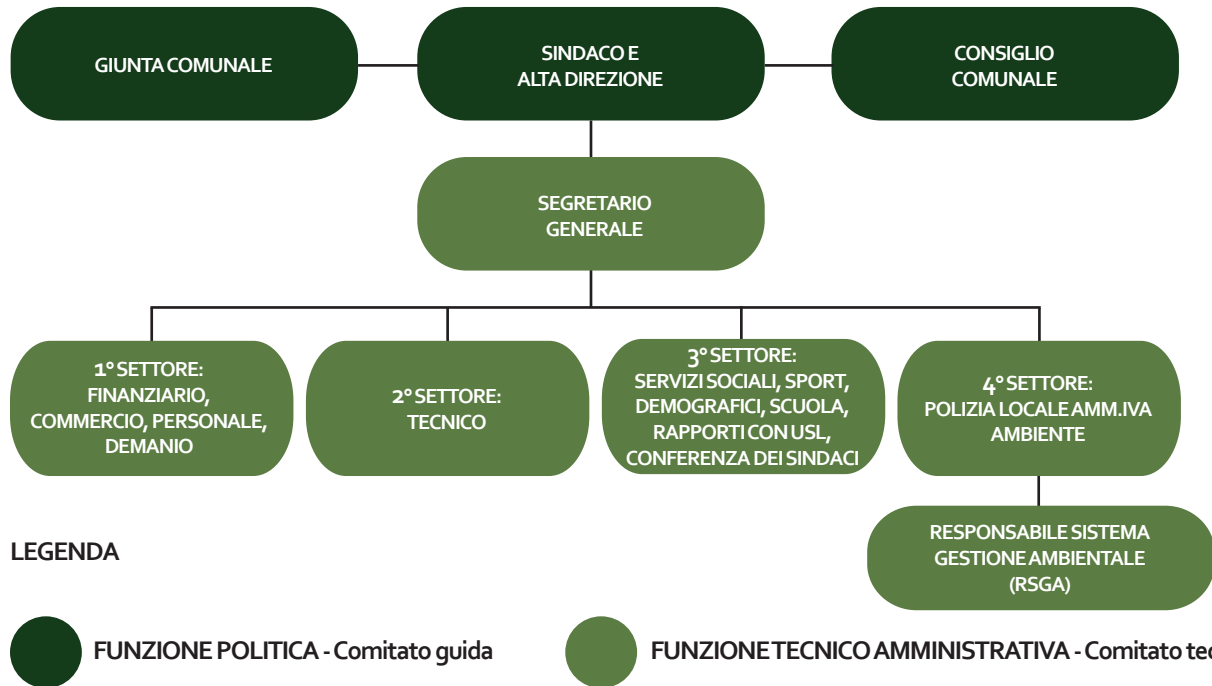 GIUNTA COMUNALE
SINDACO E
ALTA DIREZIONE
CONSIGLIO
COMUNALE
SEGRETARIO
GENERALE
1° SETTORE:
FINANZIARIO,
COMMERCIO, PERSONALE,
DEMANIO
2° SETTORE:
TECNICO
3° SETTORE:
SERVIZI SOCIALI, SPORT,
DEMOGRAFICI, SCUOLA,
RAPPORTI CON USL,
CONFERENZA DEI SINDACI
4° SETTORE:
POLIZIA LOCALE AMM.IVA
AMBIENTE
RESPONSABILE SISTEMA
GESTIONE AMBIENTALE
(RSGA)
LEGENDA
FUNZIONE POLITICA - Comitato guida
FUNZIONE TECNICO AMMINISTRATIVA - Comitato